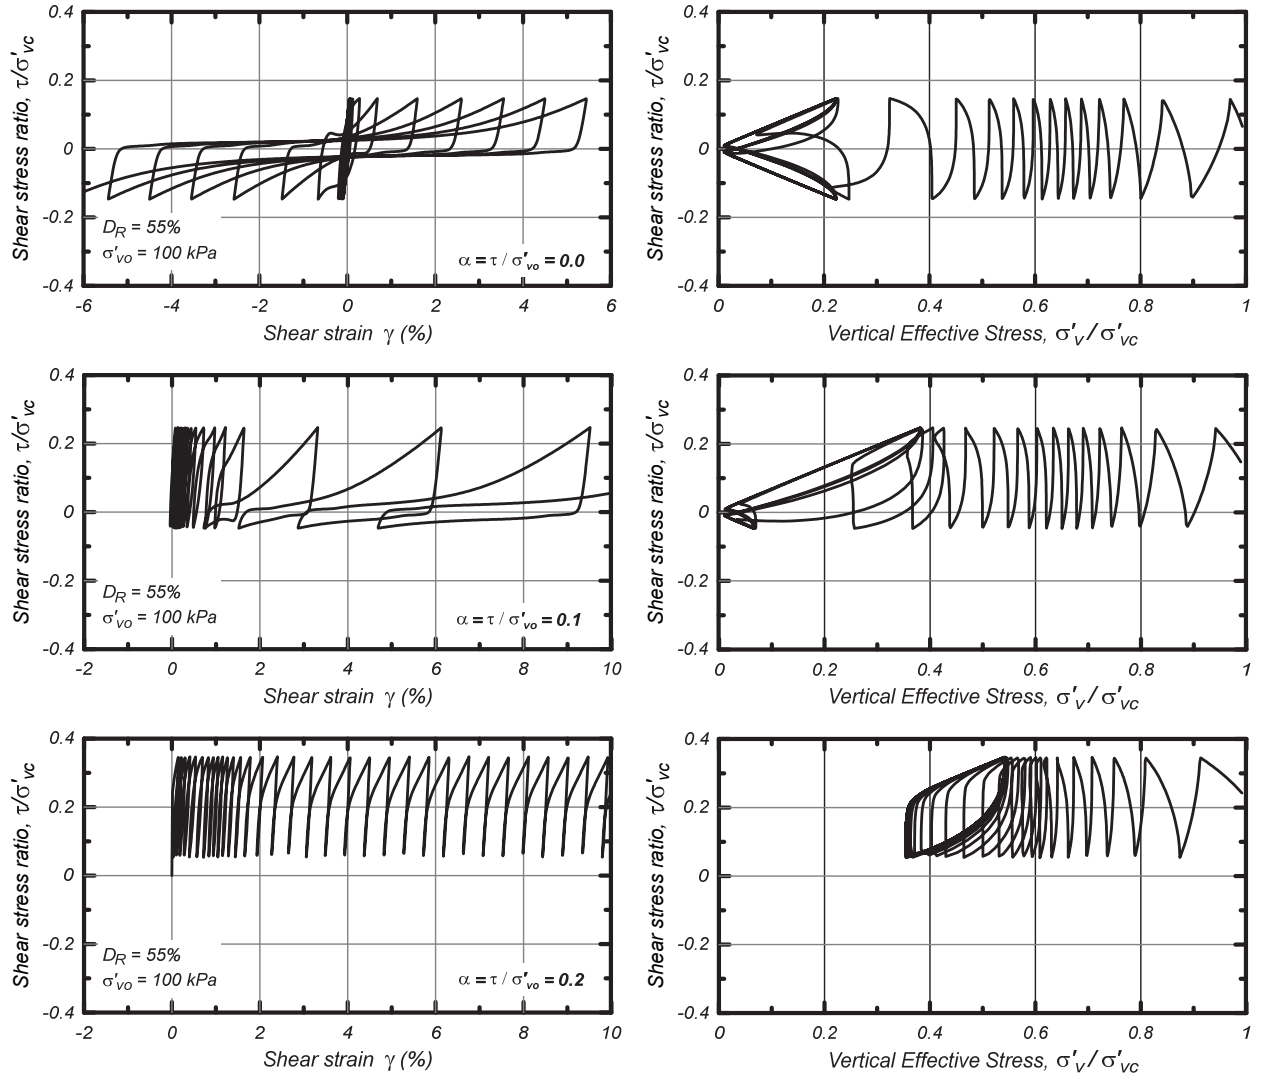 0.4
0.2
0
-0.2
-0.4
Shear stress ratio, τ/σ'vc
DR = 55%
σ'vo = 100 kPa
α = τ / σ'vo = 0.0
-6 -4 -2 0 2 4 6
Shear strain γ (%)
0.4
0.2
0
-0.2
-0.4
Shear stress ratio, τ/σ'vc
0 0.2 0.4 0.6 0.8 1
Vertical Effective Stress, σ'v/σ'vc
0.4
0.2
0
-0.2
-0.4
Shear stress ratio, τ/σ'vc
DR = 55%
σ'vo = 100 kPa
α = τ / σ'vo = 0.1
-2 0 2 4 6 8 10
Shear strain γ (%)
0.4
0.2
0
-0.2
-0.4
Shear stress ratio, τ/σ'vc
0 0.2 0.4 0.6 0.8 1
Vertical Effective Stress, σ'v/σ'vc
0.4
0.2
0
-0.2
-0.4
Shear stress ratio, τ/σ'vc
DR = 55%
σ'vo = 100 kPa
α = τ / σ'vo = 0.2
-2 0 2 4 6 8 10
Shear strain γ (%)
0.4
0.2
0
-0.2
-0.4
Shear stress ratio, τ/σ'vc
0 0.2 0.4 0.6 0.8 1
Vertical Effective Stress, σ'v/σ'vc